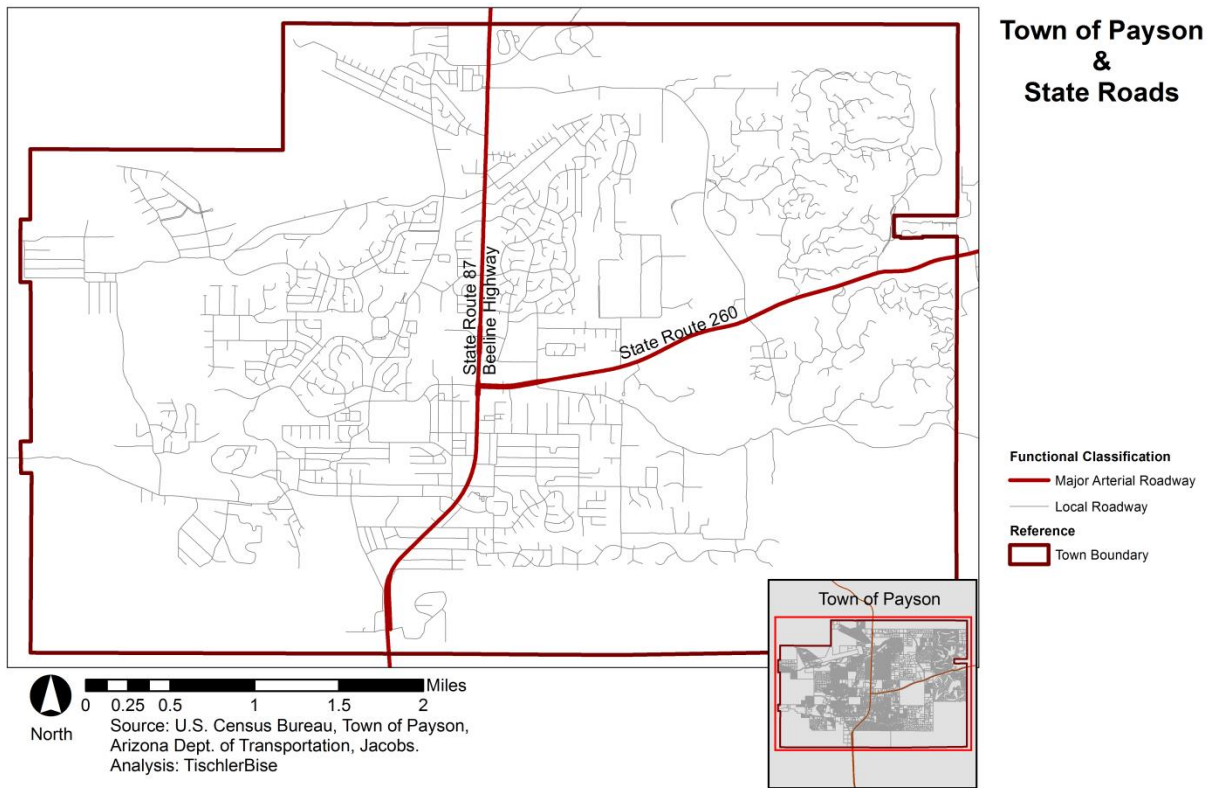 Town of Payson
&
State Roads
State Route 87
Beeline Highway
State Route 260
Functional Classification
Major Arterial Roadway
Local Roadway
Reference
Town Boundary
Town of Payson
Miles
0 0.25 0.5 1 1.5 2
North
Source: U.S. Census Bureau, Town of Payson,
Arizona Dept. of Transportation, Jacobs.
Analysis: TischlerBise